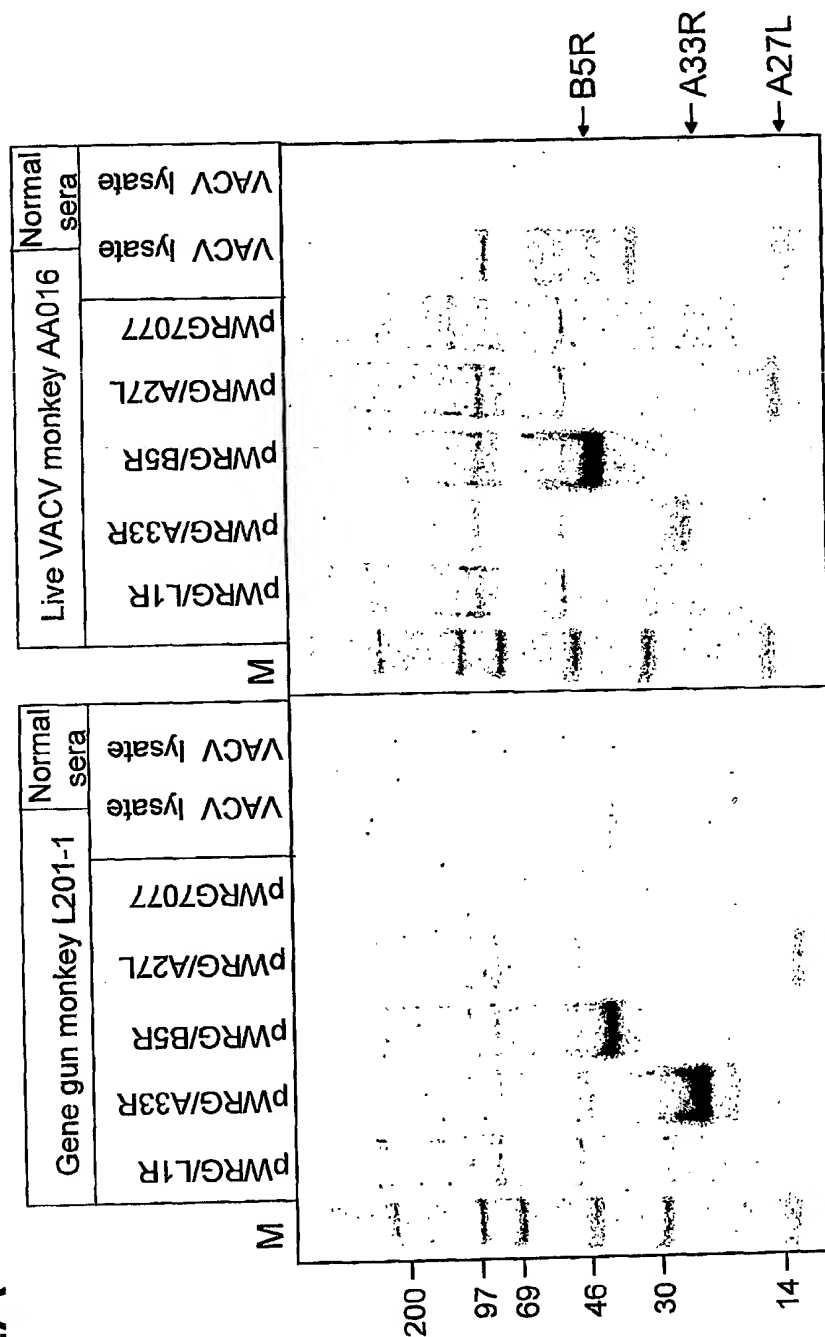 Gene gun monkey L201-1
Normal sera
M
pWRG/L1R
pWRG/A33R
pWRG/B5R
pWRG/A27L
pWRG7077
VACV lysate
VACV lysate
Live VACV monkey AA016
Normal sera
M
pWRG/L1R
pWRG/A33R
pWRG/B5R
pWRG/A27L
pWRG7077
VACV lysate
VACV lysate
200
97
69
46
30
14
B5R
A33R
A27L